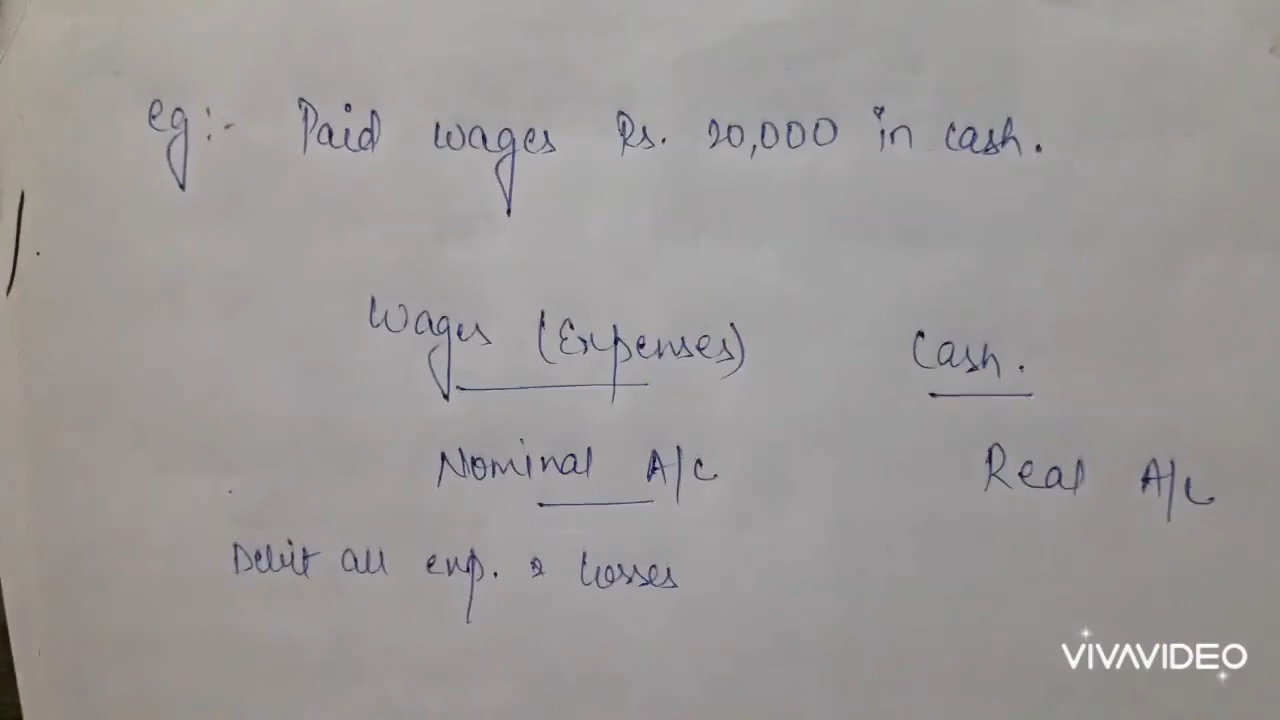 eg:- Paid wages Rs. 20,000 in cash.
Wages (Expenses) Cash.
Nominal A/c Real A/c
Debit all exp. & losses
VIVAVIDEO